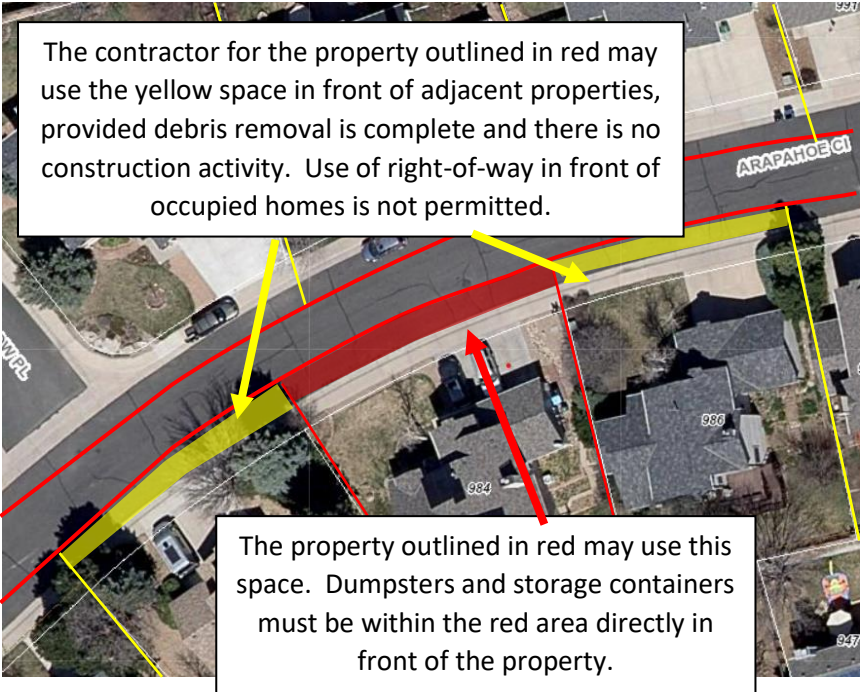 991
The contractor for the property outlined in red may
use the yellow space in front of adjacent properties,
provided debris removal is complete and there is no
construction activity.  Use of right-of-way in front of
occupied homes is not permitted.
ARAPAHOE CI
W PL
986
984
The property outlined in red may use this
space.  Dumpsters and storage containers
must be within the red area directly in
front of the property.
947